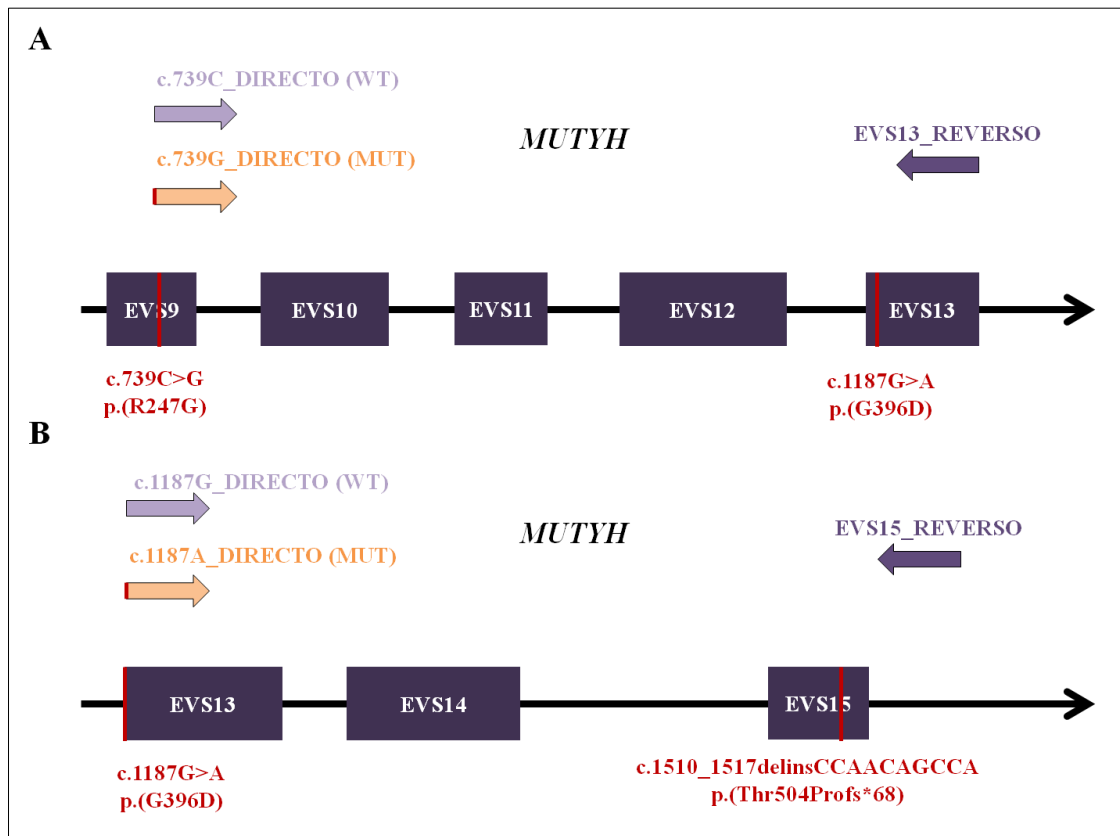 A
c.739C_DIRECTO (WT)
c.739G_DIRECTO (MUT)
MUTYH
EVS13_REVERSO
EVS9
EVS10
EVS11
EVS12
EVS13
c.739C>G
p.(R247G)
c.1187G>A
p.(G396D)
B
c.1187G_DIRECTO (WT)
c.1187A_DIRECTO (MUT)
MUTYH
EVS15_REVERSO
EVS13
EVS14
EVS15
c.1187G>A
p.(G396D)
c.1510_1517delinsCCAACAGCCA
p.(Thr504Profs*68)